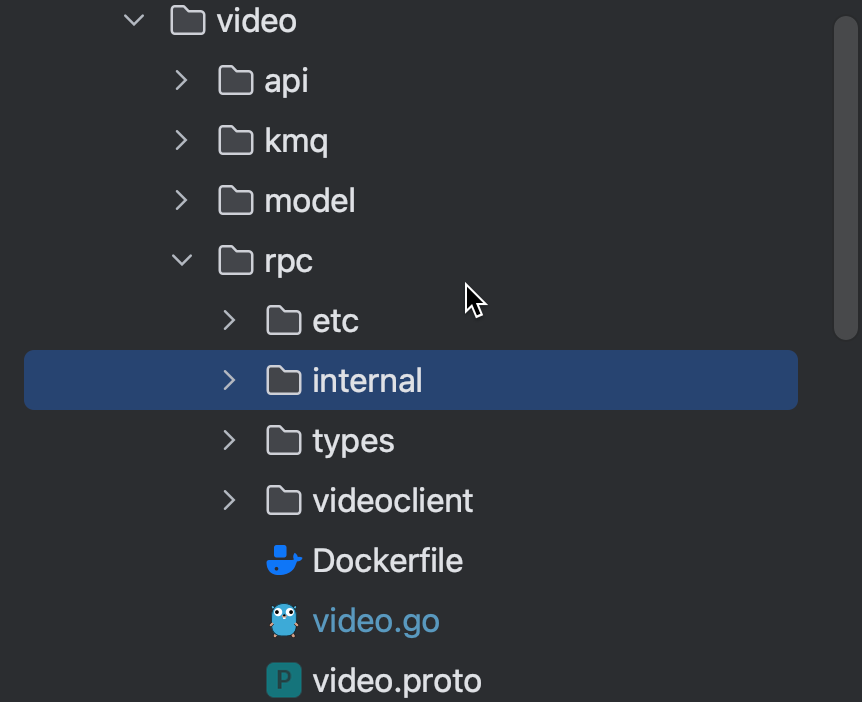 video
api
kmq
model
rpc
etc
internal
types
videoclient
Dockerfile
video.go
P video.proto